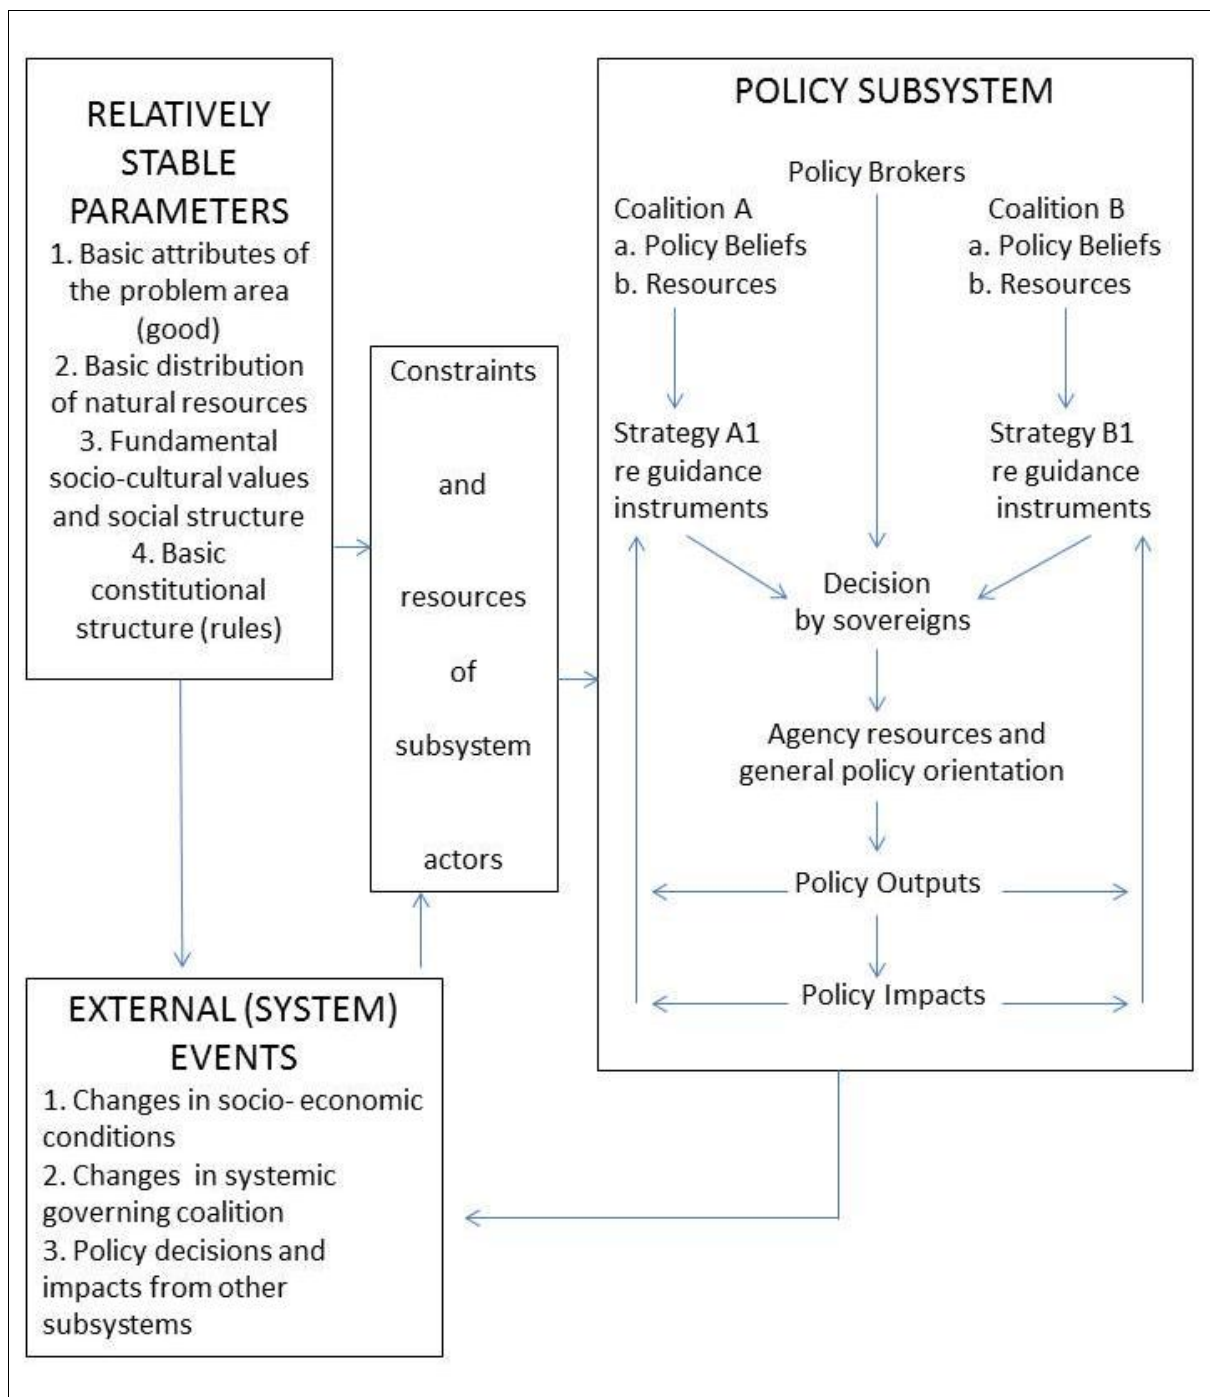 RELATIVELY
STABLE
PARAMETERS
1. Basic attributes of
the problem area
(good)
2. Basic distribution
of natural resources
3. Fundamental
socio-cultural values
and social structure
4. Basic
constitutional
structure (rules)
Constraints
and
resources
of
subsystem
actors
POLICY SUBSYSTEM
Policy Brokers
Coalition A
a. Policy Beliefs
b. Resources
Coalition B
a. Policy Beliefs
b. Resources
Strategy A1
re guidance
instruments
Strategy B1
re guidance
instruments
Decision
by sovereigns
Agency resources and
general policy orientation
Policy Outputs
Policy Impacts
EXTERNAL (SYSTEM)
EVENTS
1. Changes in socio- economic
conditions
2. Changes in systemic
governing coalition
3. Policy decisions and
impacts from other
subsystems